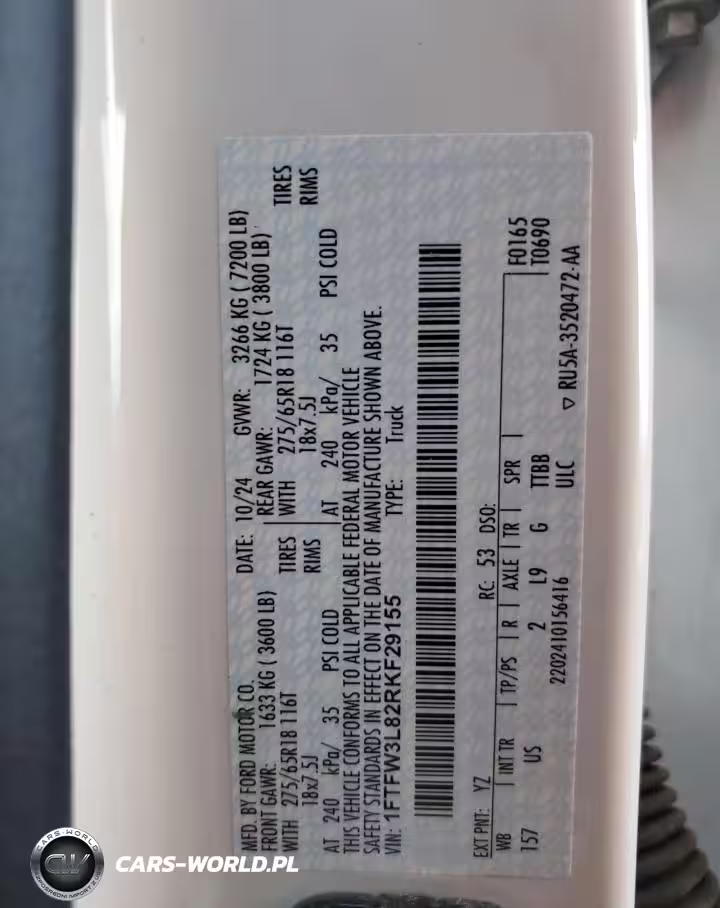 MFD. BY FORD MOTOR CO.
DATE: 10/24 GVWR: 3266 KG ( 7200 LB)
FRONT GAWR: 1633 KG ( 3600 LB) REAR GAWR: 1724 KG ( 3800 LB)
WITH 275/65R18 116T TIRES WITH 275/65R18 116T TIRES
18x7.5J RIMS 18x7.5J RIMS
AT 240 kPa/ 35 PSI COLD AT 240 kPa/ 35 PSI COLD
THIS VEHICLE CONFORMS TO ALL APPLICABLE FEDERAL MOTOR VEHICLE
SAFETY STANDARDS IN EFFECT ON THE DATE OF MANUFACTURE SHOWN ABOVE.
VIN: 1FTFW3L82RKF29155 TYPE: Truck
EXT PNT: YZ RC: 53 DSO:
WB INT TR TP/PS R AXLE TR SPR F0165
157 US 2 L9 G TTBB T0690
2202410156416 ULC ▽ RU5A-3520472-AA
CARS-WORLD
CW
CARS-WORLD.PL